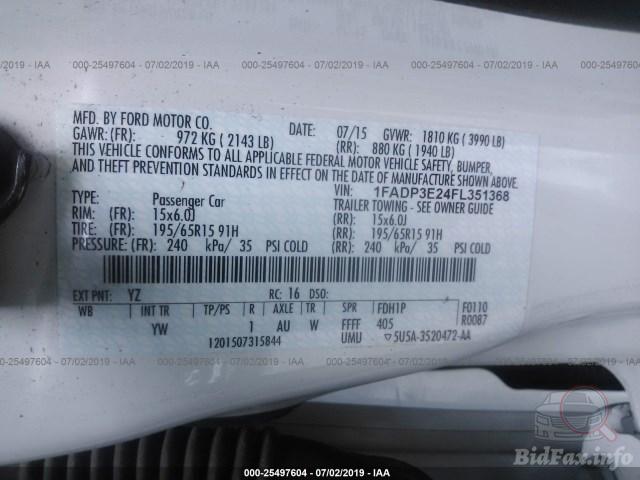 000-25497604 - 07/02/2019 - IAA
MFD. BY FORD MOTOR CO.
DATE: 07/15 GVWR: 1810 KG ( 3990 LB)
GAWR: (FR): 972 KG ( 2143 LB) (RR): 880 KG ( 1940 LB)
THIS VEHICLE CONFORMS TO ALL APPLICABLE FEDERAL MOTOR VEHICLE SAFETY, BUMPER,
AND THEFT PREVENTION STANDARDS IN EFFECT ON THE DATE OF MANUFACTURE SHOWN ABOVE.
VIN: 1FADP3E24FL351368
TYPE: Passenger Car TRAILER TOWING - SEE OWNER GUIDE
RIM: (FR): 15x6.0J (RR): 15x6.0J
TIRE: (FR): 195/65R15 91H (RR): 195/65R15 91H
PRESSURE: (FR): 240 kPa/ 35 PSI COLD (RR): 240 kPa/ 35 PSI COLD
EXT PNT: YZ RC: 16 DSO: F0110
WB INT TR TP/PS R AXLE TR SPR FDH1P R0087
YW 1 AU W FFFF 405
1201507315844 UMU ▽5U5A-3520472-AA
000-25497604 - 07/02/2019 - IAA
000-25497604 - 07/02/2019 - IAA
BidFax.info